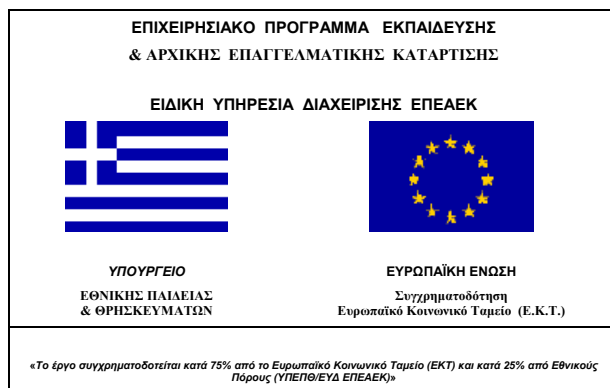 ΕΠΙΧΕΙΡΗΣΙΑΚΟ ΠΡΟΓΡΑΜΜΑ ΕΚΠΑΙΔΕΥΣΗΣ
& ΑΡΧΙΚΗΣ ΕΠΑΓΓΕΛΜΑΤΙΚΗΣ ΚΑΤΑΡΤΙΣΗΣ
ΕΙΔΙΚΗ ΥΠΗΡΕΣΙΑ ΔΙΑΧΕΙΡΙΣΗΣ ΕΠΕΑΕΚ
ΥΠΟΥΡΓΕΙΟ
ΕΘΝΙΚΗΣ ΠΑΙΔΕΙΑΣ
& ΘΡΗΣΚΕΥΜΑΤΩΝ
ΕΥΡΩΠΑΪΚΗ ΕΝΩΣΗ
Συγχρηματοδότηση
Ευρωπαϊκό Κοινωνικό Ταμείο (Ε.Κ.Τ.)
«Το έργο συγχρηματοδοτείται κατά 75% από το Ευρωπαϊκό Κοινωνικό Ταμείο (ΕΚΤ) και κατά 25% από Εθνικούς
Πόρους (ΥΠΕΠΘ/ΕΥΔ ΕΠΕΑΕΚ)»